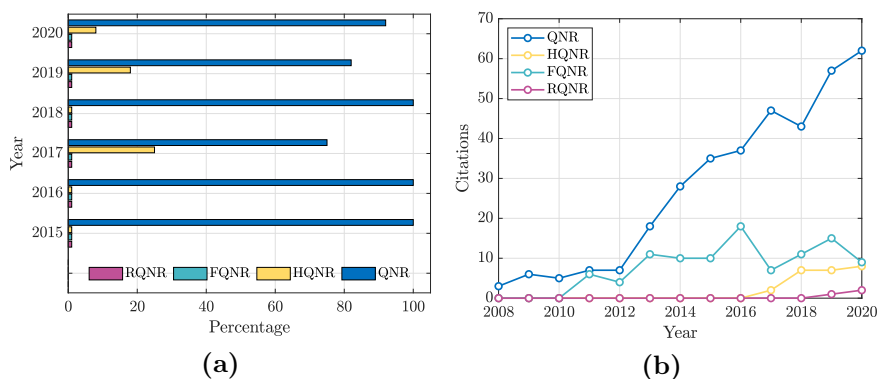 2020
2019
2018
2017
2016
2015
Year
RQNR FQNR HQNR QNR
0 20 40 60 80 100
Percentage
(a)
70
60
50
40
30
20
10
0
Citations
QNR
HQNR
FQNR
RQNR
2008 2010 2012 2014 2016 2018 2020
Year
(b)